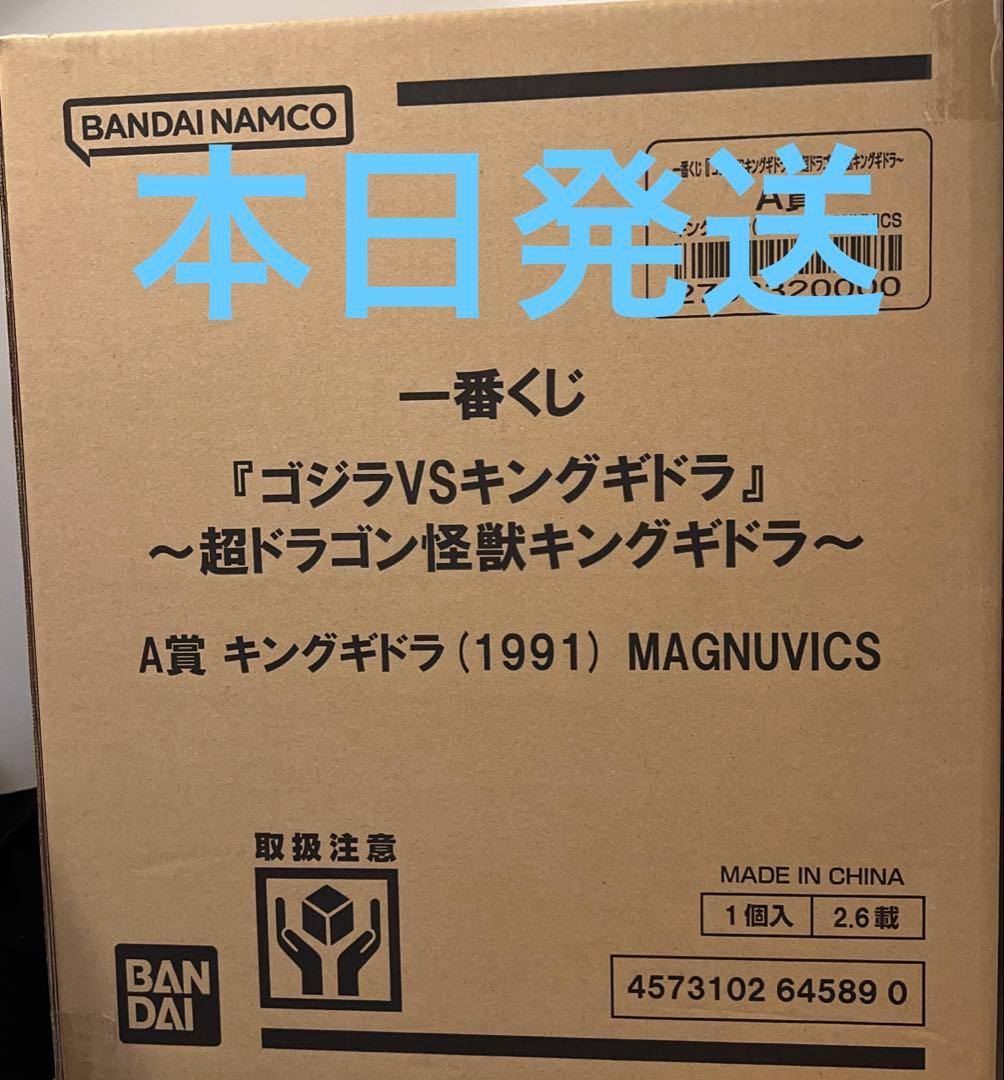 BANDAI NAMCO
本日発送
A賞
一番くじ
『ゴジラVSキングギドラ』
～超ドラゴン怪獣キングギドラ～
A賞 キングギドラ(1991) MAGNUVICS
取扱注意
MADE IN CHINA
1個入 2.6載
4573102 64589 0
BAN
DAI